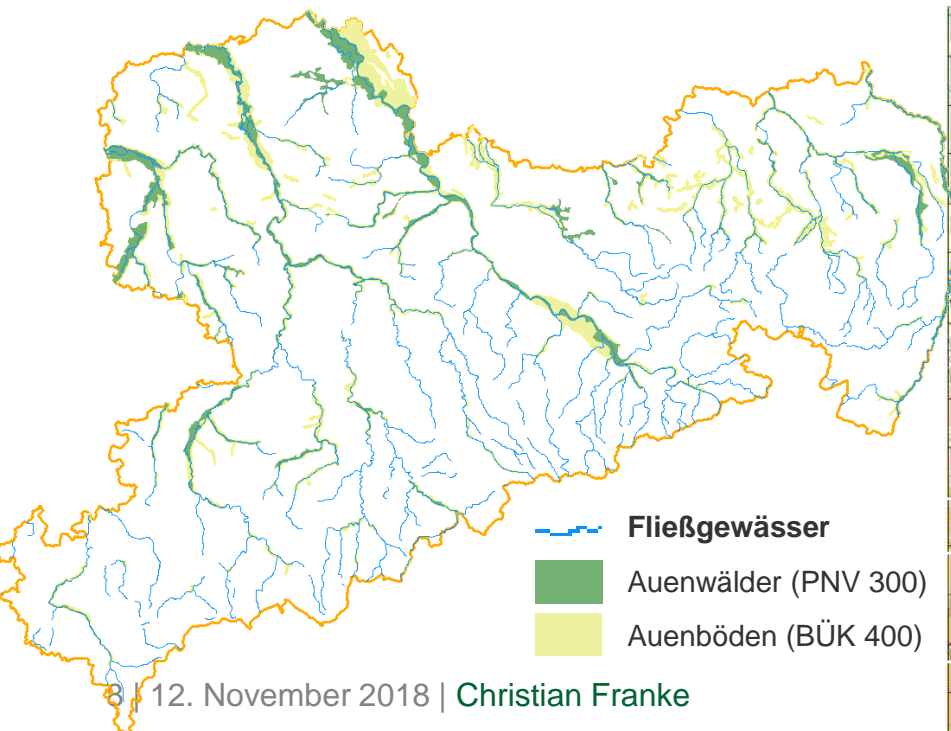 Fließgewässer
Auenwälder (PNV 300)
Auenböden (BÜK 400)
8 | 12. November 2018 | Christian Franke